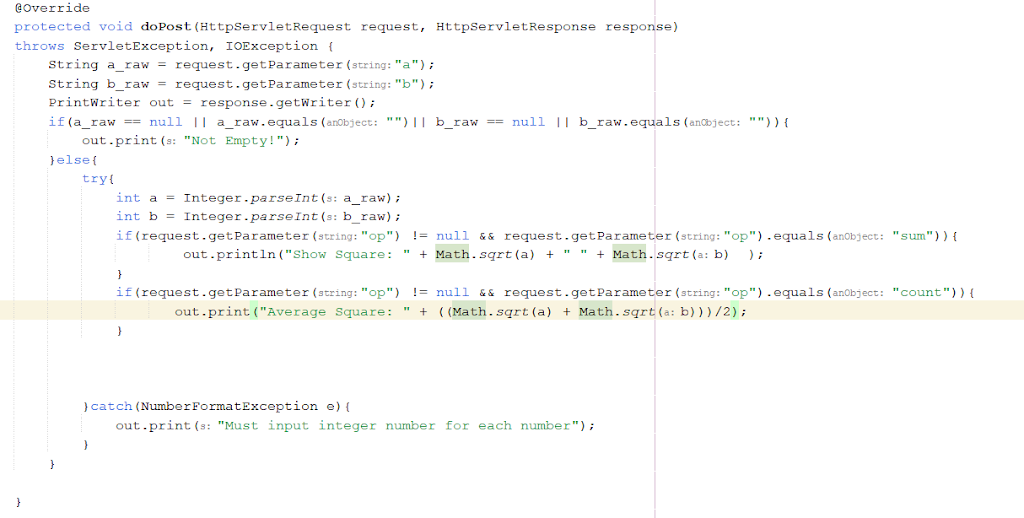 @Override
protected void doPost(HttpServletRequest request, HttpServletResponse response)
throws ServletException, IOException {
String a_raw = request.getParameter(string: "a");
String b_raw = request.getParameter(string: "b");
PrintWriter out = response.getWriter();
if(a_raw == null || a_raw.equals(anObject: "")|| b_raw == null || b_raw.equals(anObject: "")){
out.print(s: "Not Empty!");
}else{
try{
int a = Integer.parseInt(s: a_raw);
int b = Integer.parseInt(s: b_raw);
if(request.getParameter(string: "op") != null && request.getParameter(string: "op").equals(anObject: "sum")){
out.println("Show Square: " + Math.sqrt(a) + " " + Math.sqrt(a: b) );
}
if(request.getParameter(string: "op") != null && request.getParameter(string: "op").equals(anObject: "count")){
out.print("Average Square: " + ((Math.sqrt(a) + Math.sqrt(a: b)))/2);
}
}catch(NumberFormatException e){
out.print(s: "Must input integer number for each number");
}
}
}